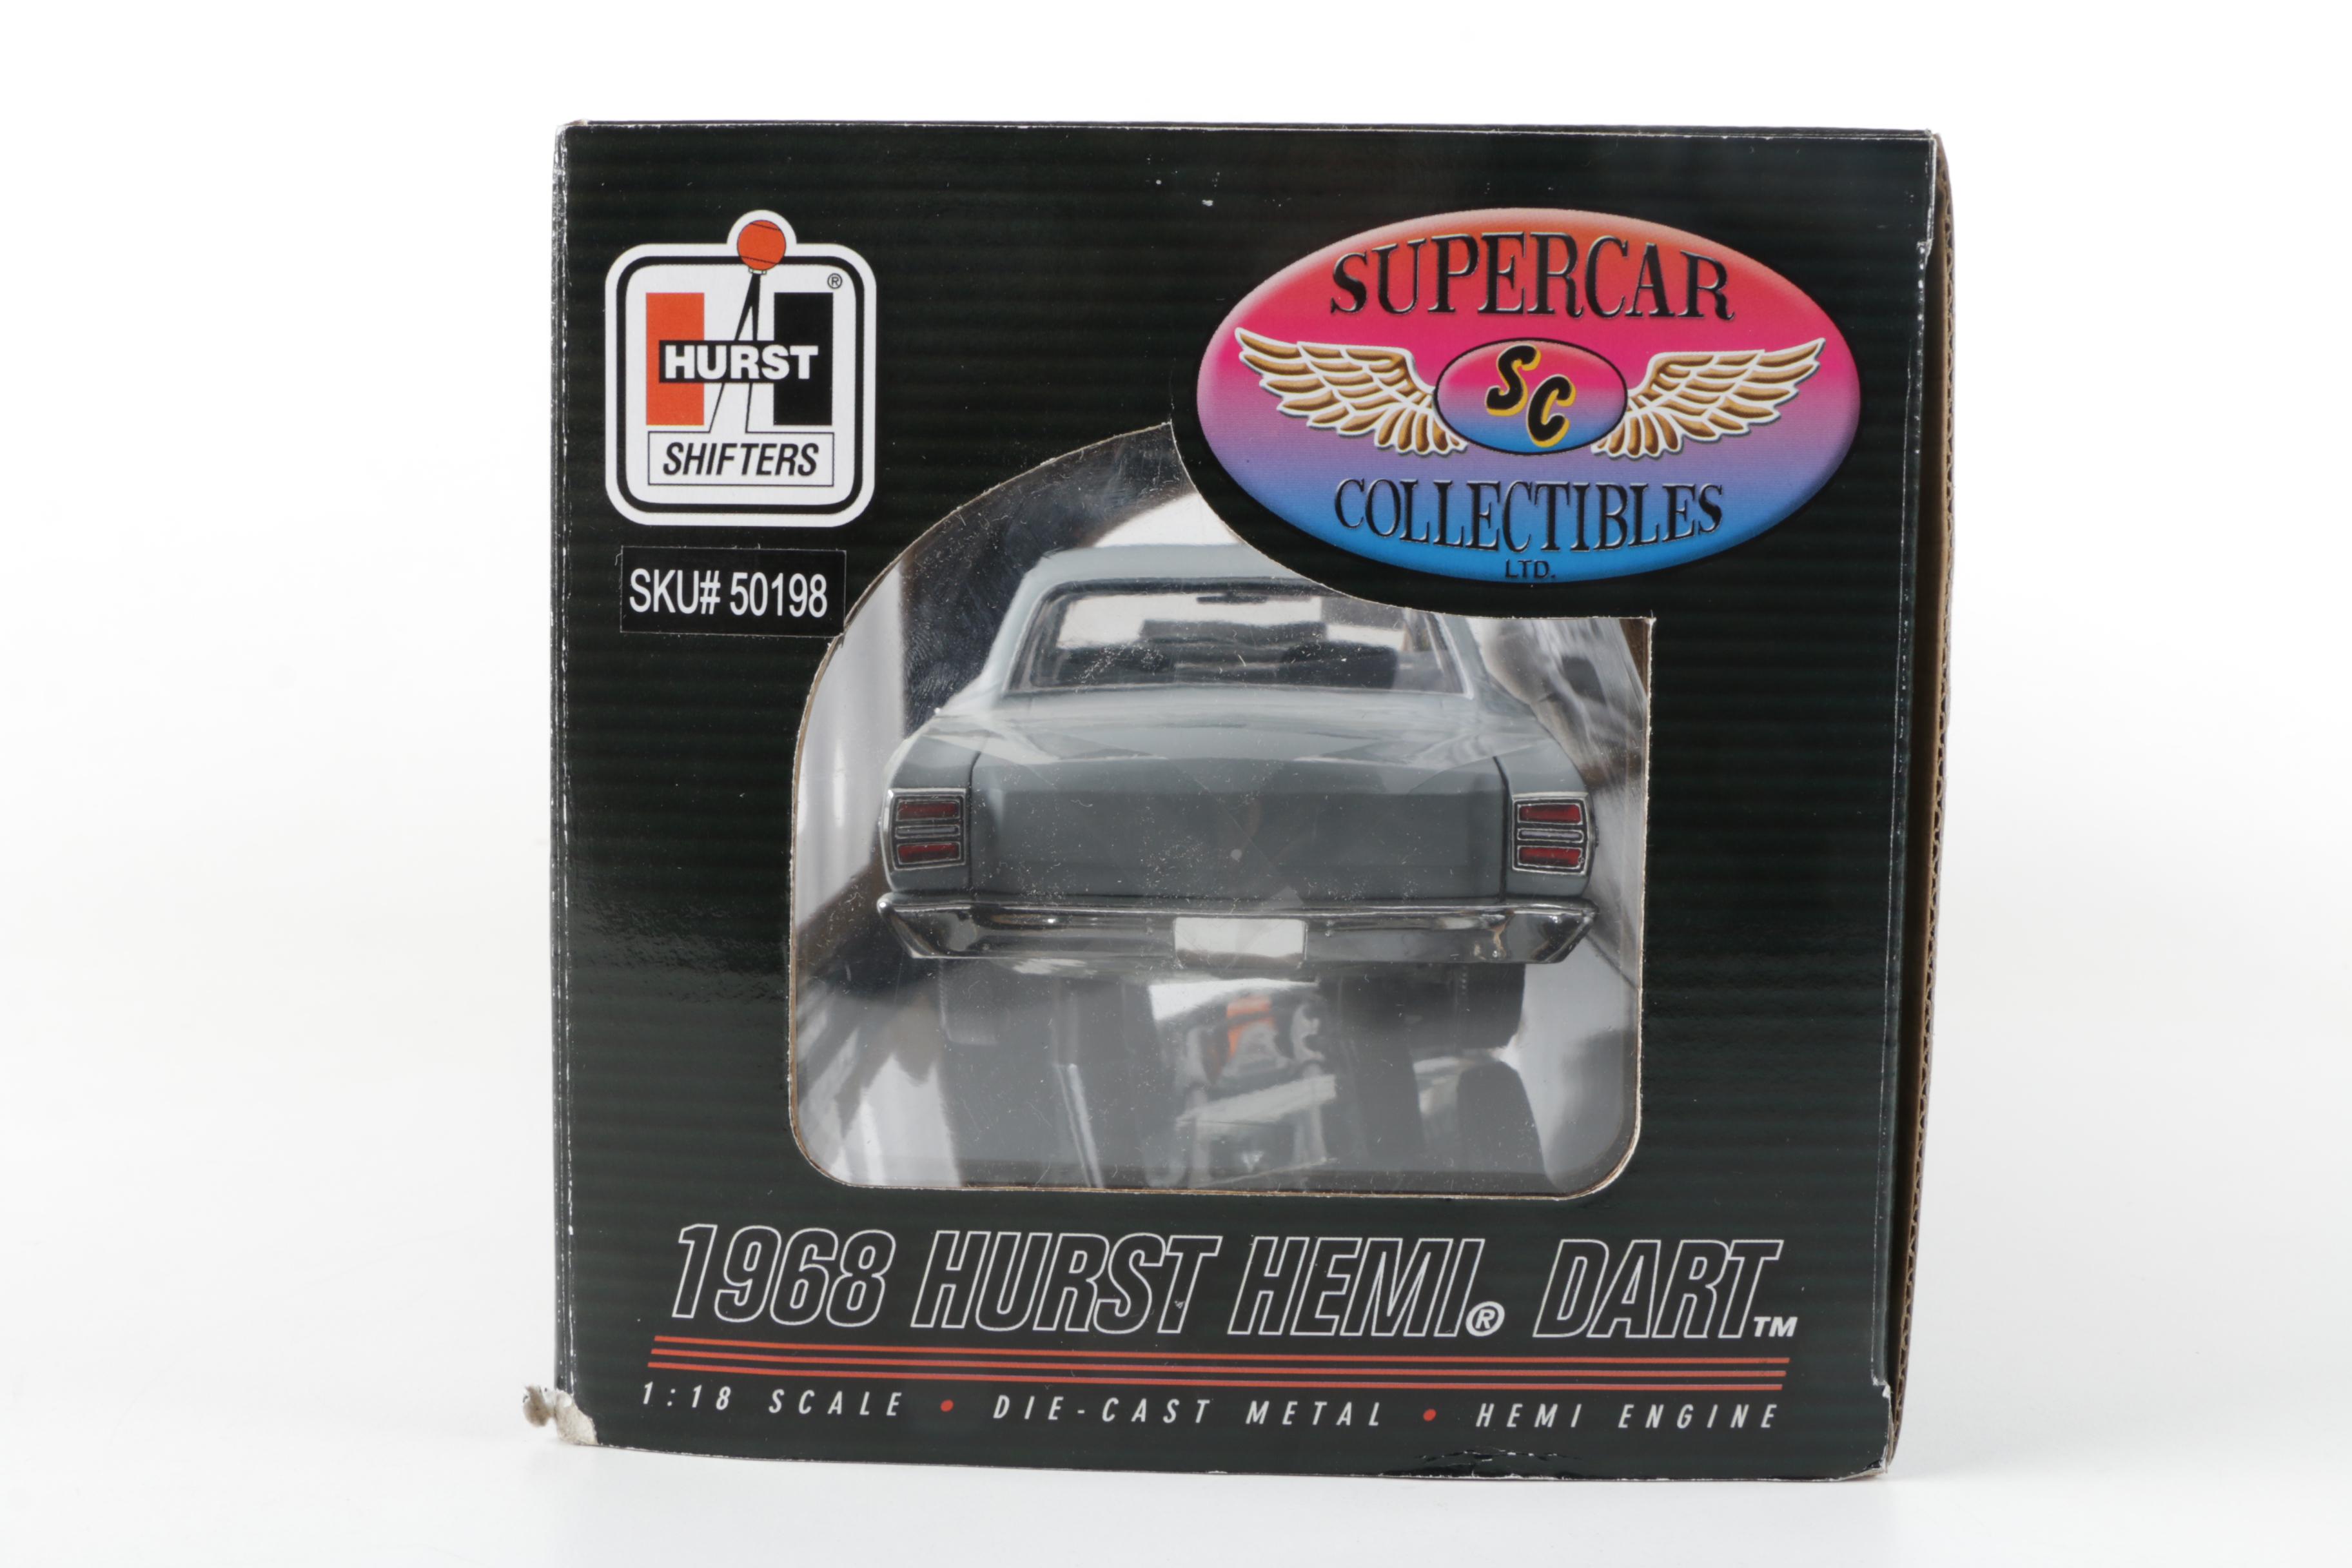 HURST®
SHIFTERS
SKU# 50198
SUPERCAR
SC
COLLECTIBLES
LTD.
1968 HURST HEMI® DART™
1:18 SCALE • DIE-CAST METAL • HEMI ENGINE